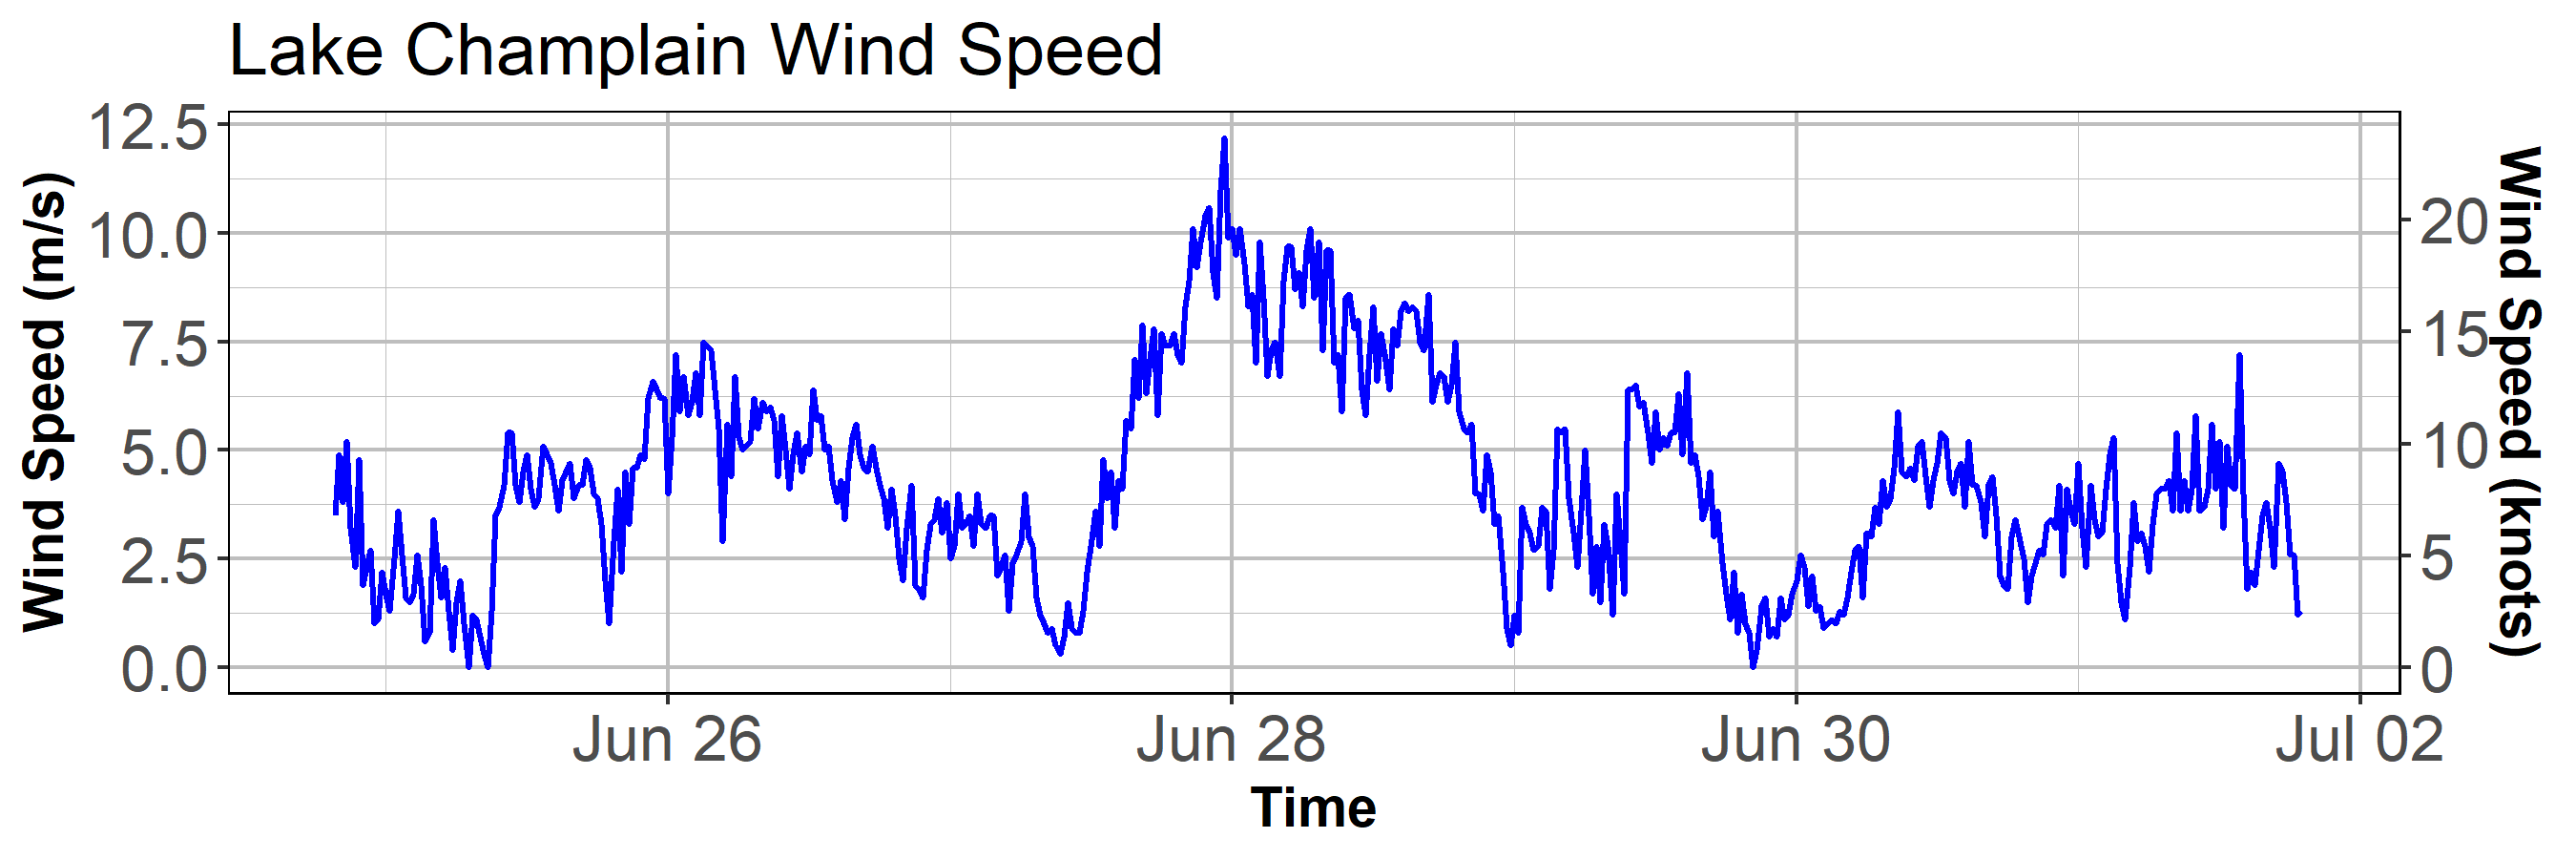 Lake Champlain Wind Speed
Wind Speed (m/s)
12.5
10.0
7.5
5.0
2.5
0.0
20
15
10
5
0
Wind Speed (knots)
Jun 26
Jun 28
Jun 30
Jul 02
Time